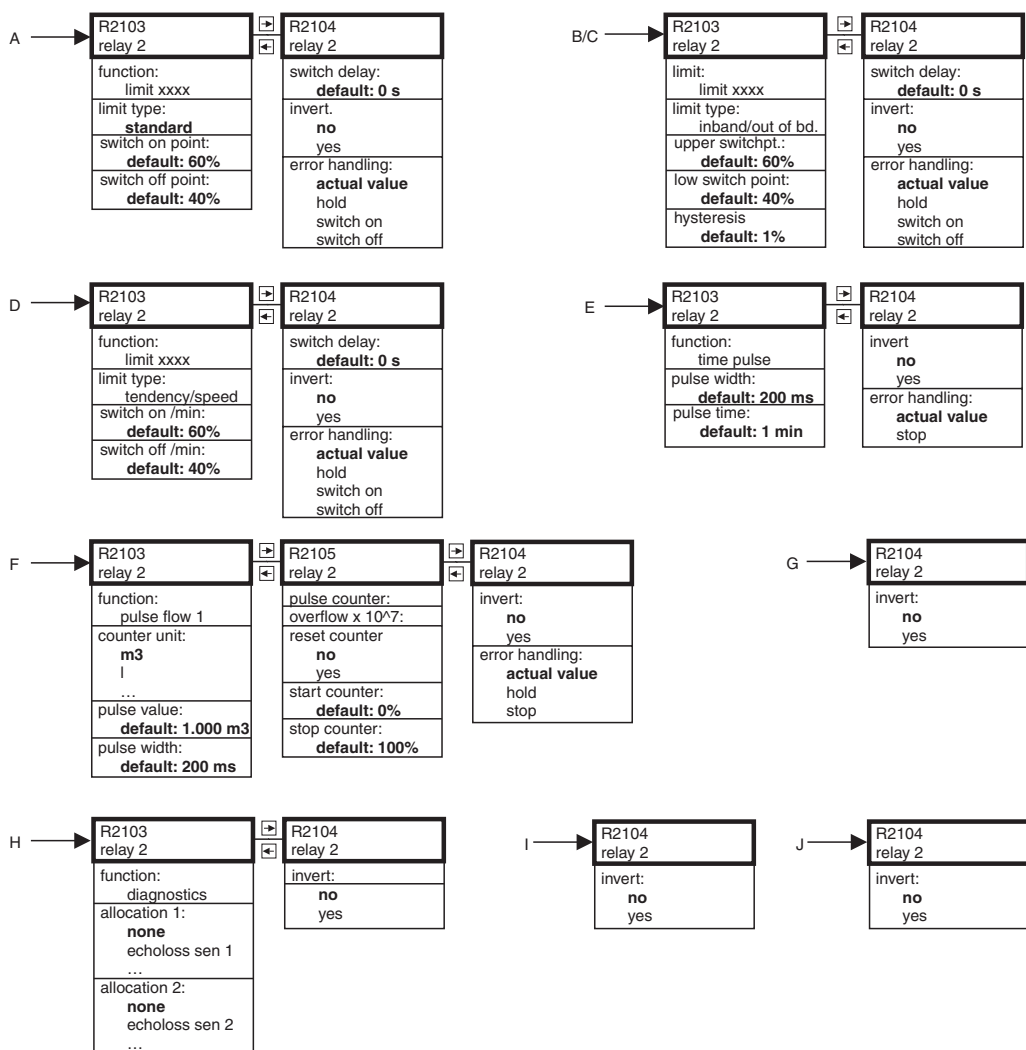 A
R2103
relay 2
function:
limit xxxx
limit type:
standard
switch on point:
default: 60%
switch off point:
default: 40%
R2104
relay 2
switch delay:
default: 0 s
invert.
no
yes
error handling:
actual value
hold
switch on
switch off
B/C
R2103
relay 2
limit:
limit xxxx
limit type:
inband/out of bd.
upper switchpt.:
default: 60%
low switch point:
default: 40%
hysteresis
default: 1%
R2104
relay 2
switch delay:
default: 0 s
invert:
no
yes
error handling:
actual value
hold
switch on
switch off
D
R2103
relay 2
function:
limit xxxx
limit type:
tendency/speed
switch on /min:
default: 60%
switch off /min:
default: 40%
R2104
relay 2
switch delay:
default: 0 s
invert:
no
yes
error handling:
actual value
hold
switch on
switch off
E
R2103
relay 2
function:
time pulse
pulse width:
default: 200 ms
pulse time:
default: 1 min
R2104
relay 2
invert
no
yes
error handling:
actual value
stop
F
R2103
relay 2
function:
pulse flow 1
counter unit:
m3
l
...
pulse value:
default: 1.000 m3
pulse width:
default: 200 ms
R2105
relay 2
pulse counter:
overflow x 10^7:
reset counter
no
yes
start counter:
default: 0%
stop counter:
default: 100%
R2104
relay 2
invert:
no
yes
error handling:
actual value
hold
stop
G
R2104
relay 2
invert:
no
yes
H
R2103
relay 2
function:
diagnostics
allocation 1:
none
echoloss sen 1
...
allocation 2:
none
echoloss sen 2
...
R2104
relay 2
invert:
no
yes
I
R2104
relay 2
invert:
no
yes
J
R2104
relay 2
invert:
no
yes